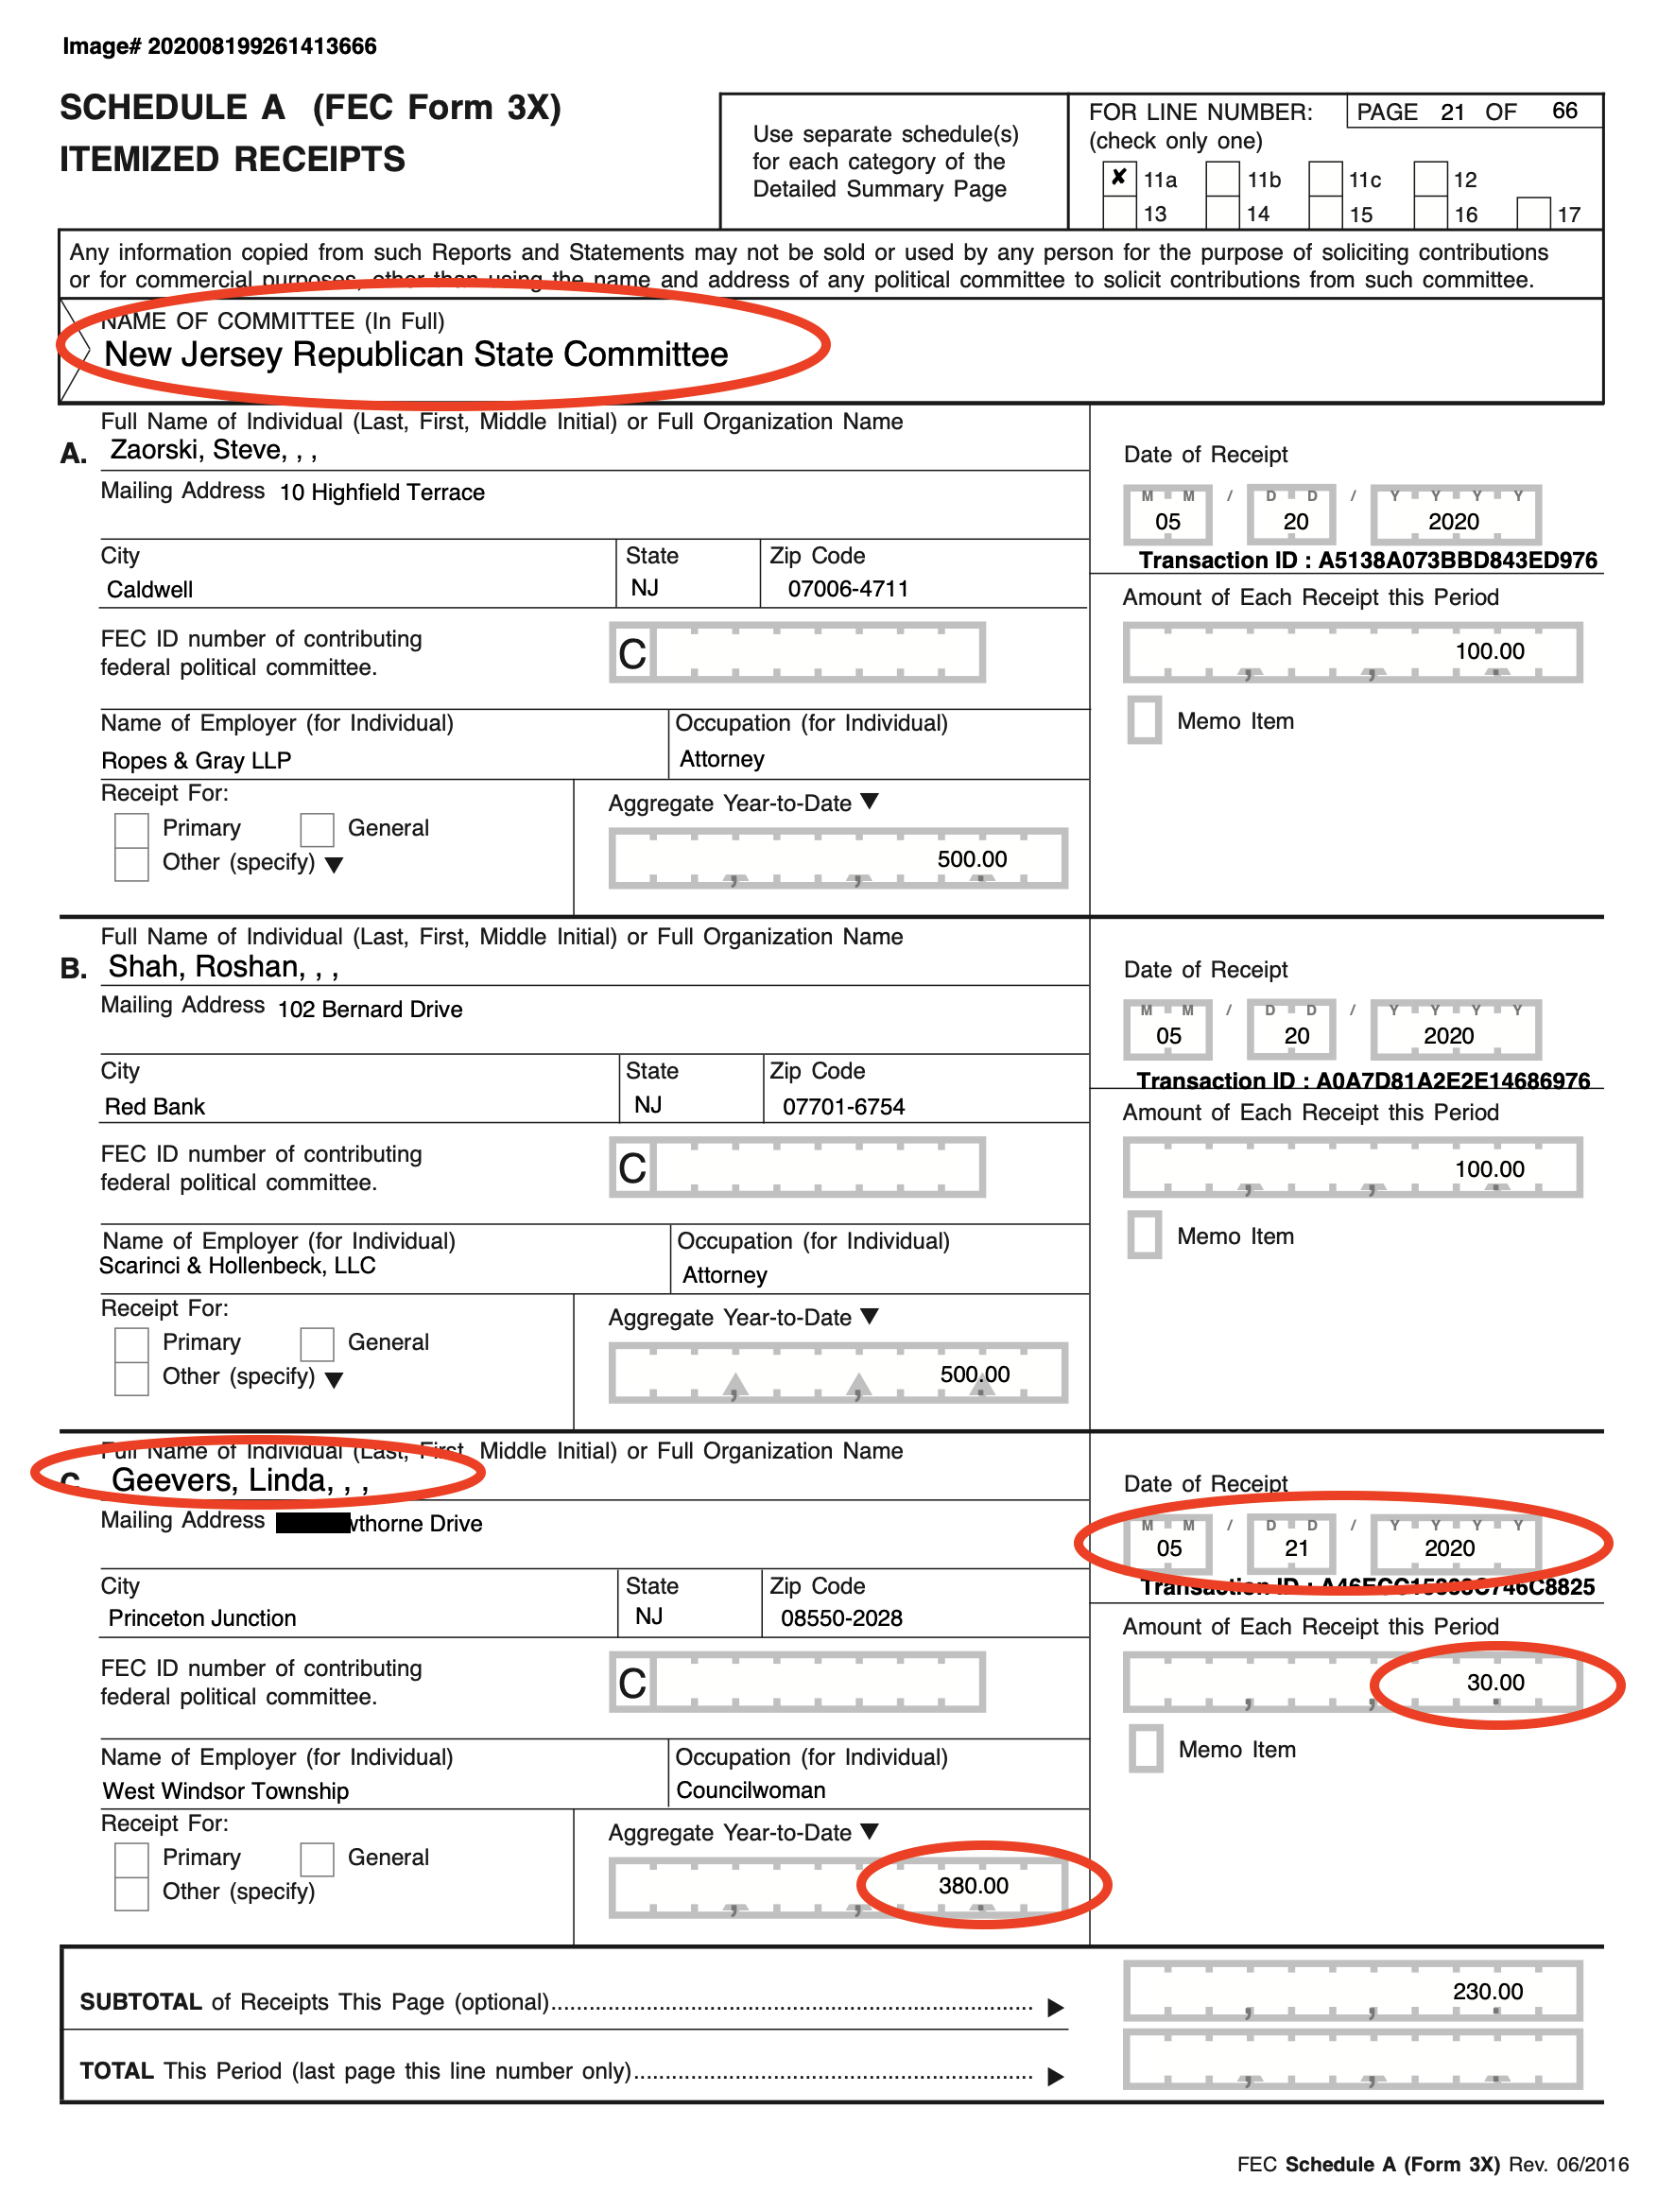 Image# 202008199261413666
SCHEDULE A (FEC Form 3X)
ITEMIZED RECEIPTS
Use separate schedule(s)
for each category of the
Detailed Summary Page
FOR LINE NUMBER:
(check only one)
PAGE 21 OF 66
✘ 11a 11b 11c 12
13 14 15 16 17
Any information copied from such Reports and Statements may not be sold or used by any person for the purpose of soliciting contributions
or for commercial purposes, other than using the name and address of any political committee to solicit contributions from such committee.
NAME OF COMMITTEE (In Full)
New Jersey Republican State Committee
Full Name of Individual (Last, First, Middle Initial) or Full Organization Name
A. Zaorski, Steve, , ,
Mailing Address 10 Highfield Terrace
City State Zip Code
Caldwell NJ 07006-4711
FEC ID number of contributing
federal political committee.
C
Name of Employer (for Individual) Occupation (for Individual)
Ropes & Gray LLP Attorney
Receipt For:
Primary General
Other (specify) ▼
Aggregate Year-to-Date ▼
500.00
Date of Receipt
M M / D D / Y Y Y Y
05 20 2020
Transaction ID : A5138A073BBD843ED976
Amount of Each Receipt this Period
100.00
Memo Item
Full Name of Individual (Last, First, Middle Initial) or Full Organization Name
B. Shah, Roshan, , ,
Mailing Address 102 Bernard Drive
City State Zip Code
Red Bank NJ 07701-6754
FEC ID number of contributing
federal political committee.
C
Name of Employer (for Individual) Occupation (for Individual)
Scarinci & Hollenbeck, LLC Attorney
Receipt For:
Primary General
Other (specify) ▼
Aggregate Year-to-Date ▼
500.00
Date of Receipt
M M / D D / Y Y Y Y
05 20 2020
Transaction ID : A0A7D81A2E2E14686976
Amount of Each Receipt this Period
100.00
Memo Item
Full Name of Individual (Last, First, Middle Initial) or Full Organization Name
C. Geevers, Linda, , ,
Mailing Address wthorne Drive
City State Zip Code
Princeton Junction NJ 08550-2028
FEC ID number of contributing
federal political committee.
C
Name of Employer (for Individual) Occupation (for Individual)
West Windsor Township Councilwoman
Receipt For:
Primary General
Other (specify)
Aggregate Year-to-Date ▼
380.00
Date of Receipt
M M / D D / Y Y Y Y
05 21 2020
Transaction ID :
Amount of Each Receipt this Period
30.00
Memo Item
SUBTOTAL of Receipts This Page (optional)
230.00
TOTAL This Period (last page this line number only)
FEC Schedule A (Form 3X) Rev. 06/2016